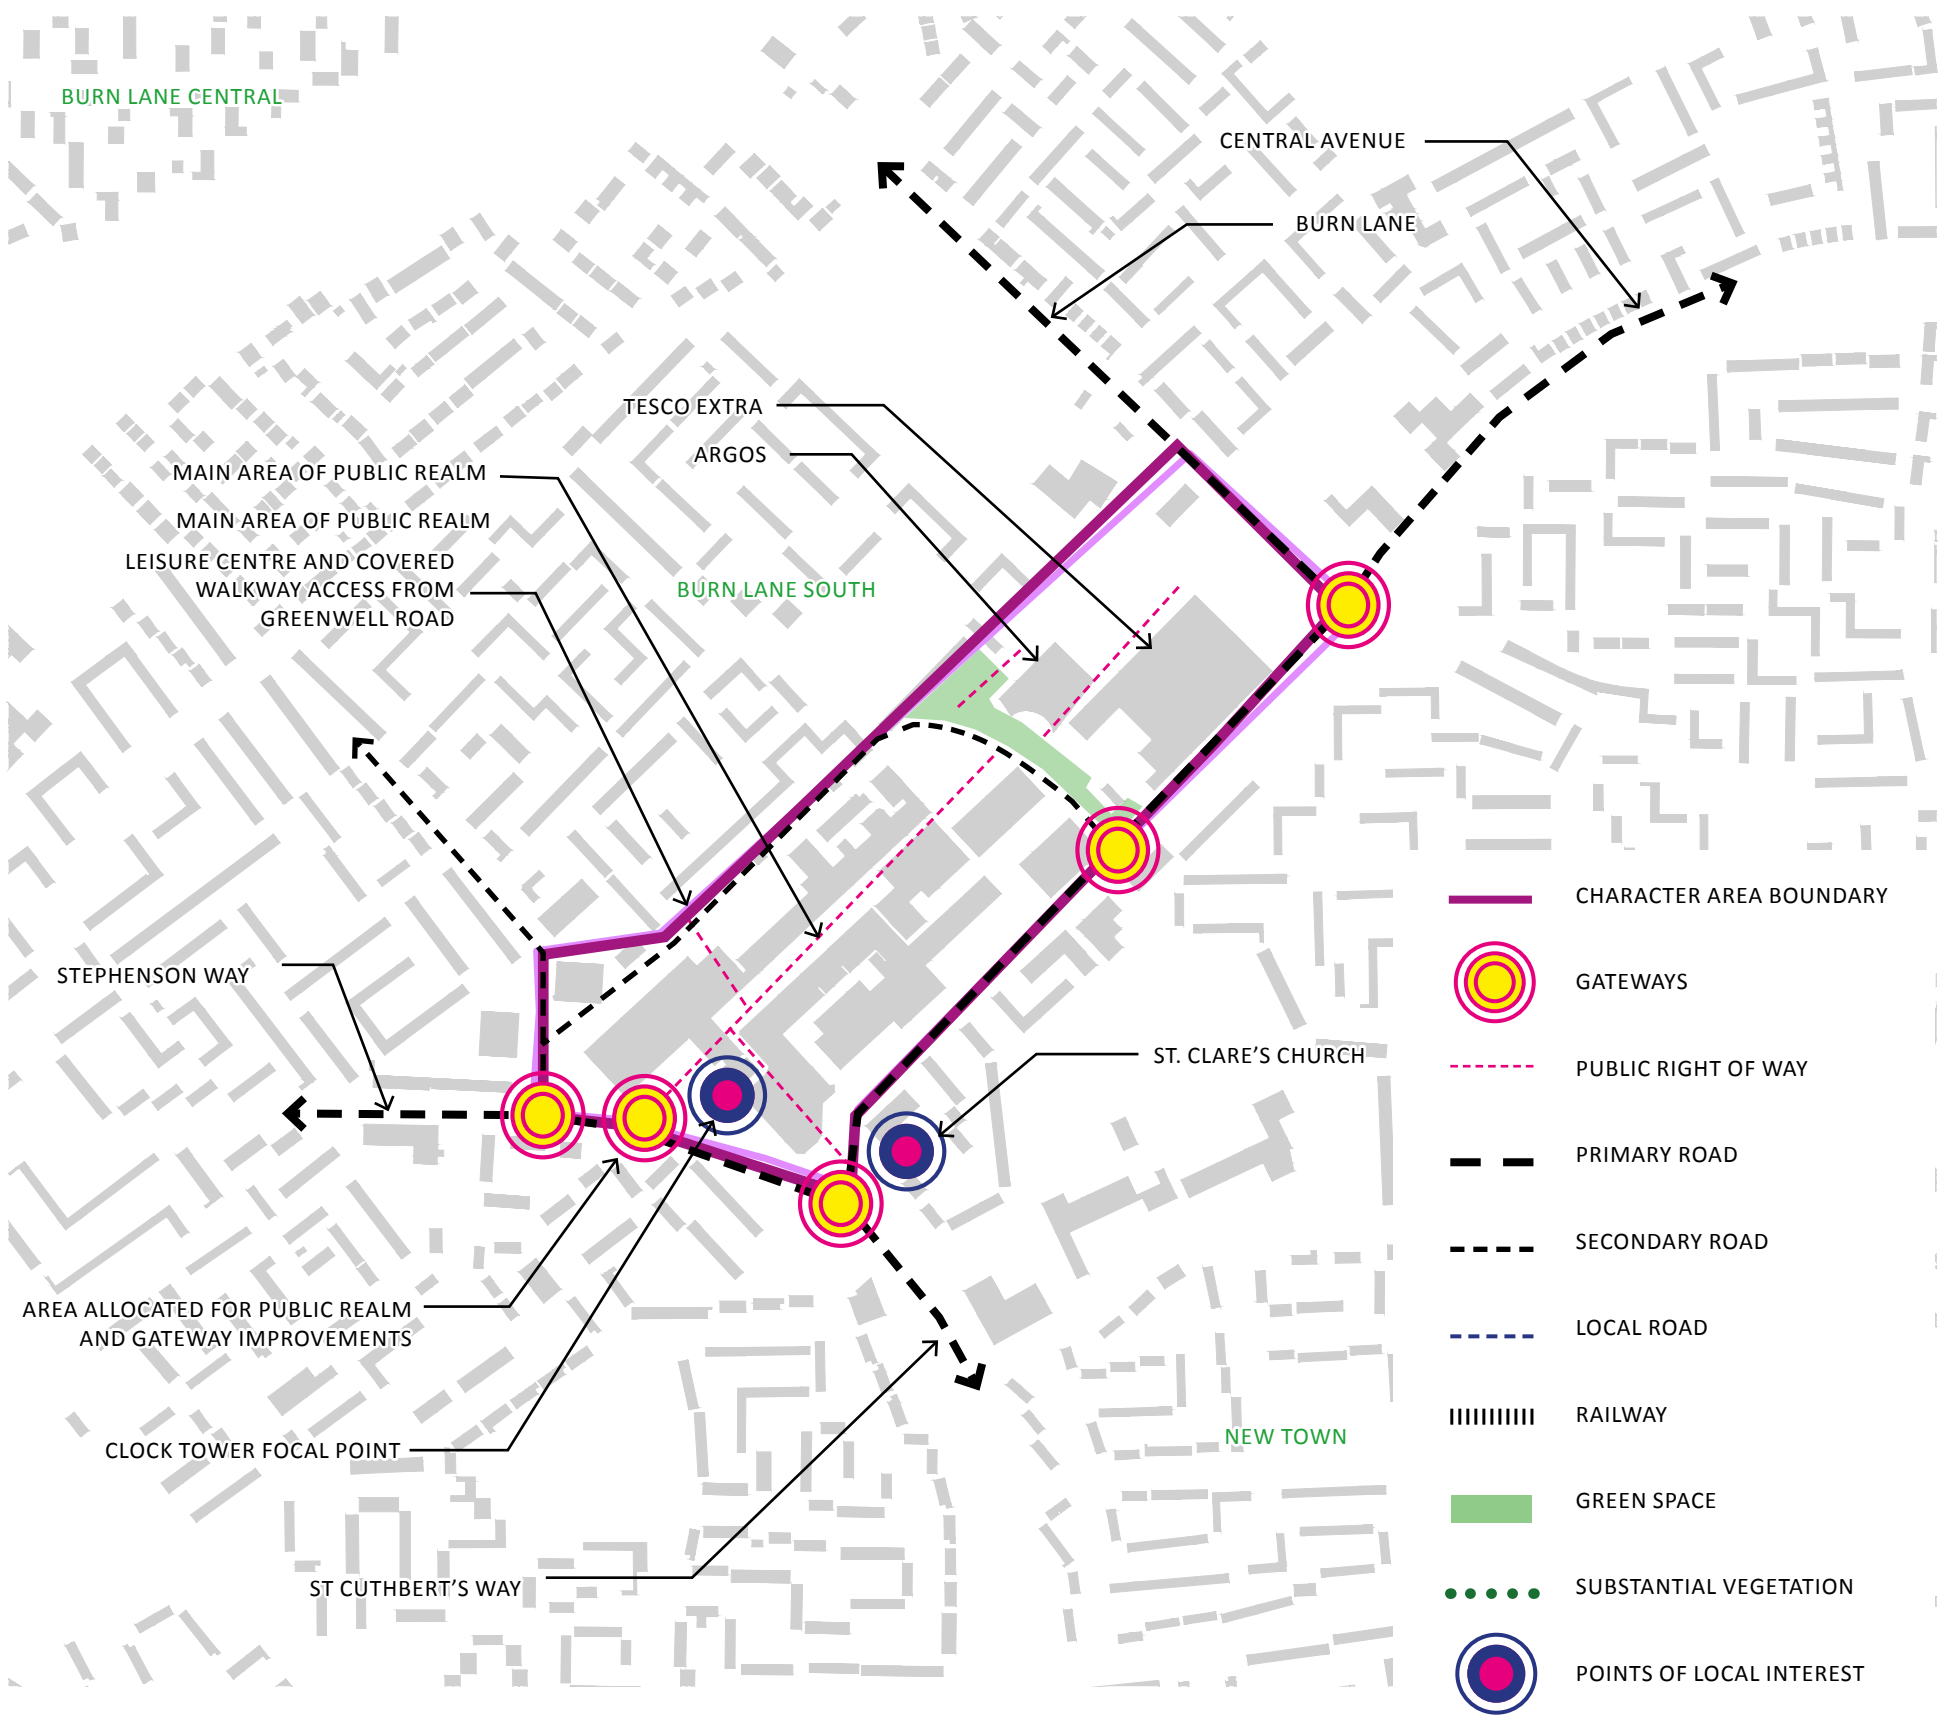 BURN LANE CENTRAL
CENTRAL AVENUE
BURN LANE
TESCO EXTRA
ARGOS
MAIN AREA OF PUBLIC REALM
MAIN AREA OF PUBLIC REALM
LEISURE CENTRE AND COVERED
WALKWAY ACCESS FROM
GREENWELL ROAD
BURN LANE SOUTH
STEPHENSON WAY
ST. CLARE'S CHURCH
AREA ALLOCATED FOR PUBLIC REALM
AND GATEWAY IMPROVEMENTS
CLOCK TOWER FOCAL POINT
NEW TOWN
ST CUTHBERT'S WAY
CHARACTER AREA BOUNDARY
GATEWAYS
PUBLIC RIGHT OF WAY
PRIMARY ROAD
SECONDARY ROAD
LOCAL ROAD
RAILWAY
GREEN SPACE
SUBSTANTIAL VEGETATION
POINTS OF LOCAL INTEREST